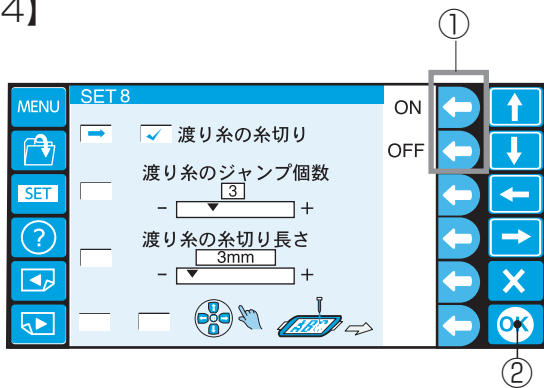 4】
①
MENU
SET 8
ON
✓ 渡り糸の糸切り
OFF
渡り糸のジャンプ個数
3
- +
SET
渡り糸の糸切り長さ
3mm
- +
?
ABC
OK
②